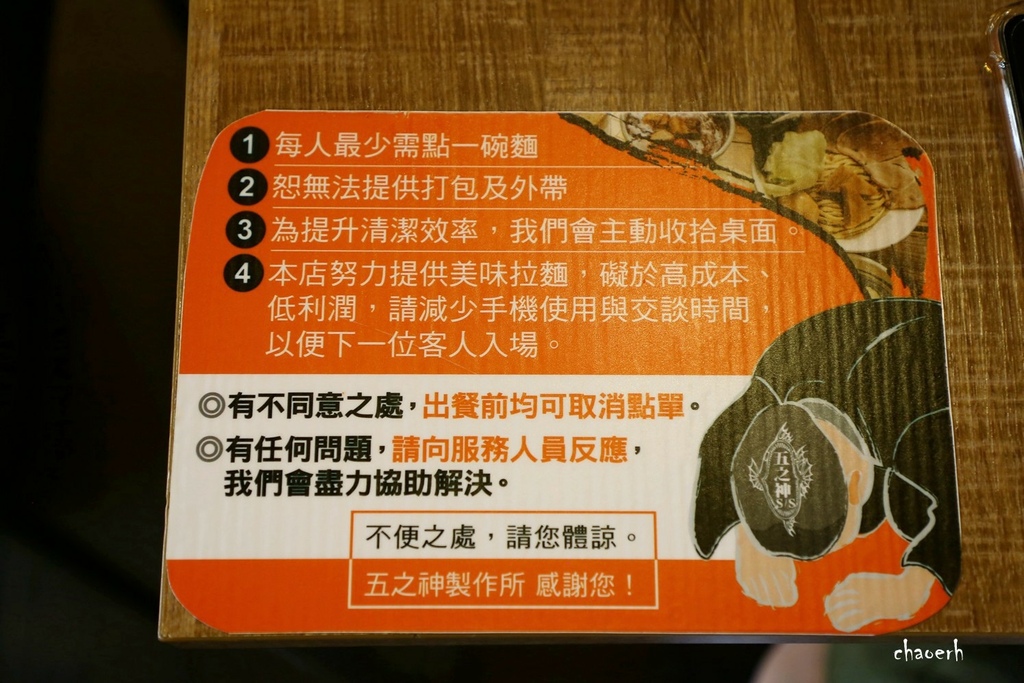 1 每人最少需點一碗麵
2 恕無法提供打包及外帶
3 為提升清潔效率，我們會主動收拾桌面。
4 本店努力提供美味拉麵，礙於高成本、
低利潤，請減少手機使用與交談時間，
以便下一位客人入場。
◎有不同意之處，出餐前均可取消點單。
◎有任何問題，請向服務人員反應，
我們會盡力協助解決。
五之神
SIS
不便之處，請您體諒。
五之神製作所 感謝您！
chaoerh